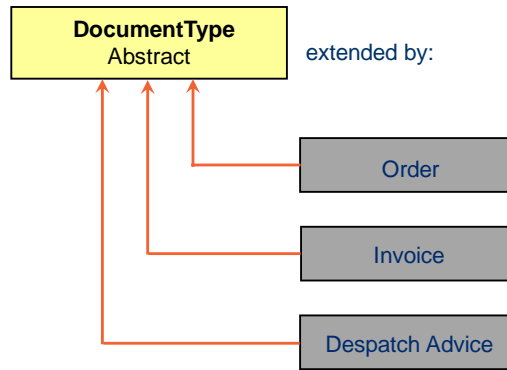 DocumentType
Abstract
extended by:
Order
Invoice
Despatch Advice